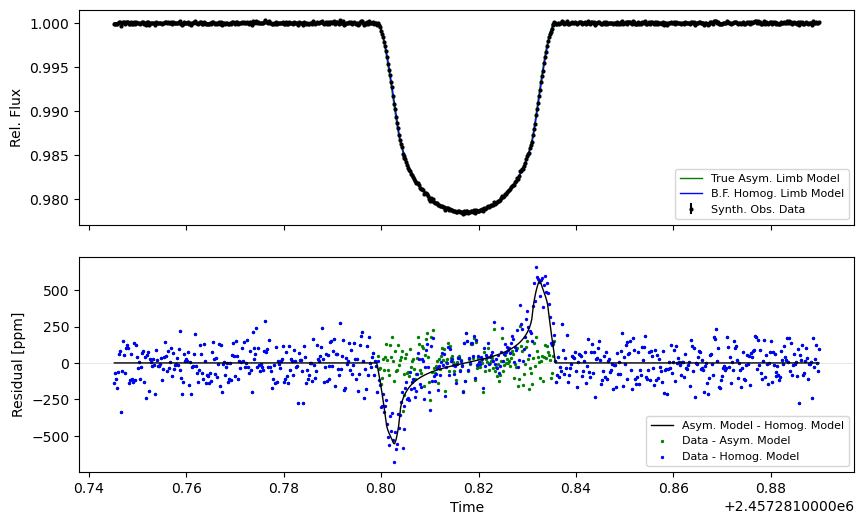 1.000
0.995
0.990
0.985
0.980
Rel. Flux
True Asym. Limb Model
B.F. Homog. Limb Model
Synth. Obs. Data
500
250
0
−250
−500
Residual [ppm]
Asym. Model - Homog. Model
Data - Asym. Model
Data - Homog. Model
0.74 0.76 0.78 0.80 0.82 0.84 0.86 0.88
Time
+2.4572810000e6